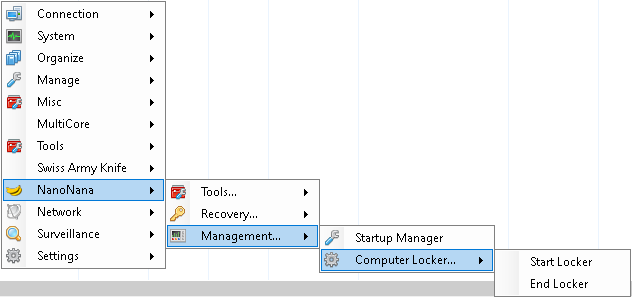 Connection
System
Organize
Manage
Misc
MultiCore
Tools
Swiss Army Knife
NanoNana
Network
Surveillance
Settings
Tools...
Recovery...
Management...
Startup Manager
Computer Locker...
Start Locker
End Locker